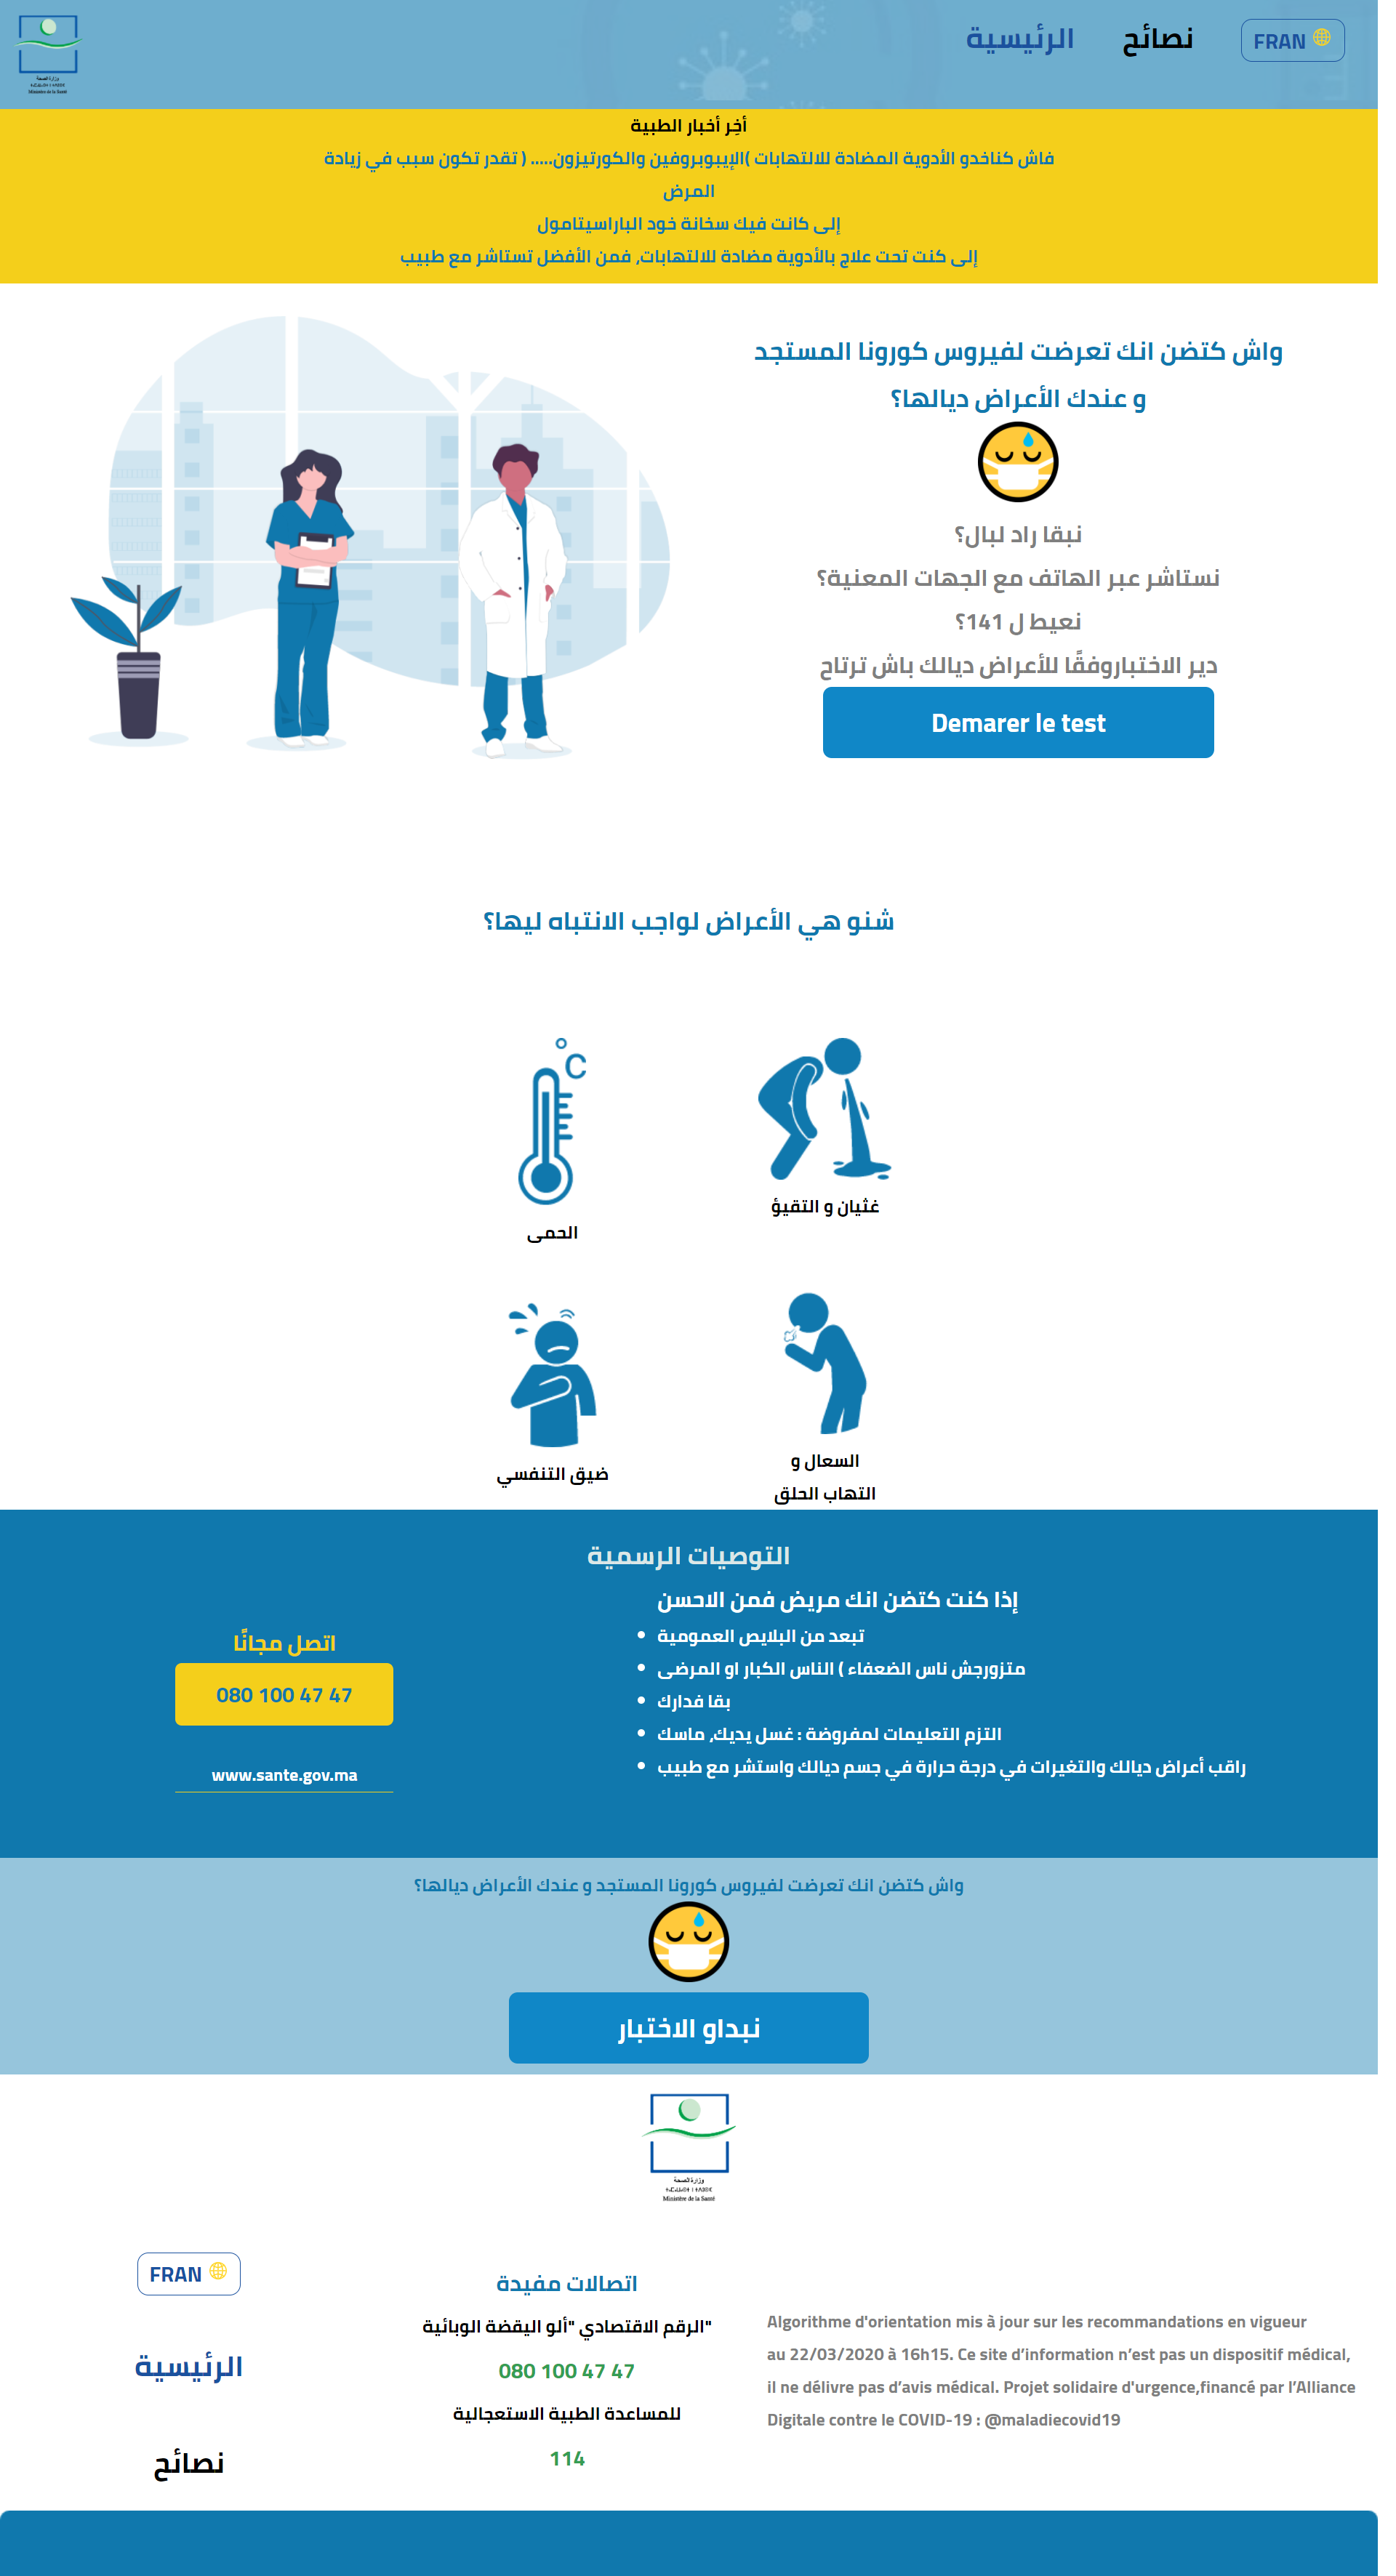 وزارة الصحة
Ministère de la Santé
الرئيسية
نصائح
FRAN
أخِر أخبار الطبية
فاش كناخدو الأدوية المضادة للالتهابات )الإيبوبروفين والكورتيزون..... ( تقدر تكون سبب في زيادة
المرض
إلى كانت فيك سخانة خود الباراسيتامول
إلى كنت تحت علاج بالأدوية مضادة للالتهابات، فمن الأفضل تستاشر مع طبيب
واش كتضن انك تعرضت لفيروس كورونا المستجد
و عندك الأعراض ديالها؟
نبقا راد لبال؟
نستاشر عبر الهاتف مع الجهات المعنية؟
نعيط ل 141؟
دير الاختباروفقًا للأعراض ديالك باش ترتاح
Demarer le test
شنو هي الأعراض لواجب الانتباه ليها؟
°C
غثيان و التقيؤ
الحمى
السعال و
التهاب الحلق
ضيق التنفسي
التوصيات الرسمية
إذا كنت كتضن انك مريض فمن الاحسن
تبعد من البلايص العمومية
متزورجش ناس الضعفاء ) الناس الكبار او المرضى
بقا فدارك
التزم التعليمات لمفروضة : غسل يديك، ماسك
راقب أعراض ديالك والتغيرات في درجة حرارة في جسم ديالك واستشر مع طبيب
اتصل مجانًا
080 100 47 47
www.sante.gov.ma
واش كتضن انك تعرضت لفيروس كورونا المستجد و عندك الأعراض ديالها؟
نبداو الاختبار
وزارة الصحة
Ministère de la Santé
FRAN
الرئيسية
نصائح
اتصالات مفيدة
"الرقم الاقتصادي "ألو اليقضة الوبائية
080 100 47 47
للمساعدة الطبية الاستعجالية
114
Algorithme d'orientation mis à jour sur les recommandations en vigueur
au 22/03/2020 à 16h15. Ce site d’information n’est pas un dispositif médical,
il ne délivre pas d’avis médical. Projet solidaire d'urgence,financé par l’Alliance
Digitale contre le COVID-19 : @maladiecovid19